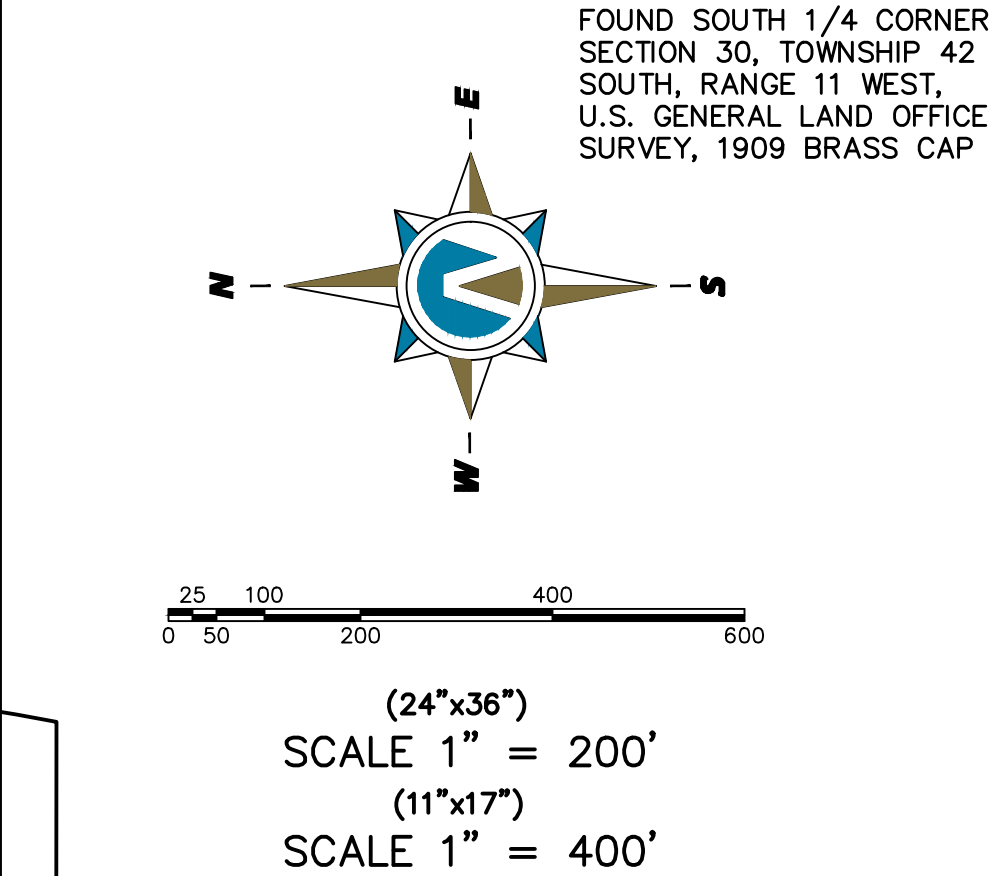 FOUND SOUTH 1/4 CORNER
SECTION 30, TOWNSHIP 42
SOUTH, RANGE 11 WEST,
U.S. GENERAL LAND OFFICE
SURVEY, 1909 BRASS CAP
E
N
S
W
25 100 400
0 50 200 600
(24"x36")
SCALE 1" = 200'
(11"x17")
SCALE 1" = 400'